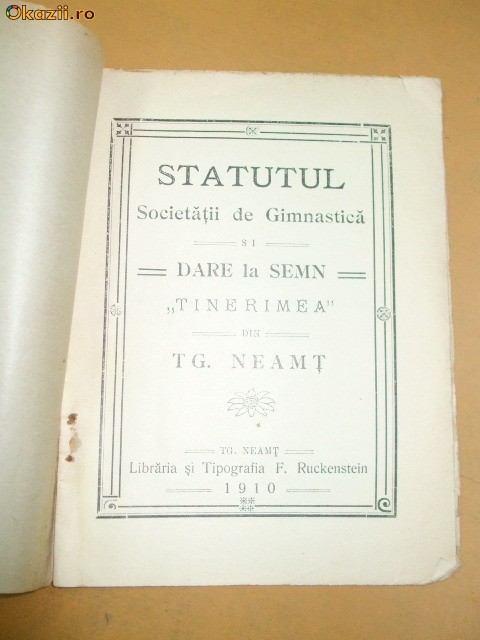 Okazii.ro
STATUTUL
Societății de Gimnastică
SI
DARE la SEMN
„TINERIMEA"
DIN
TG. NEAMȚ
TG. NEAMȚ
Librăria și Tipografia F. Ruckenstein
1910